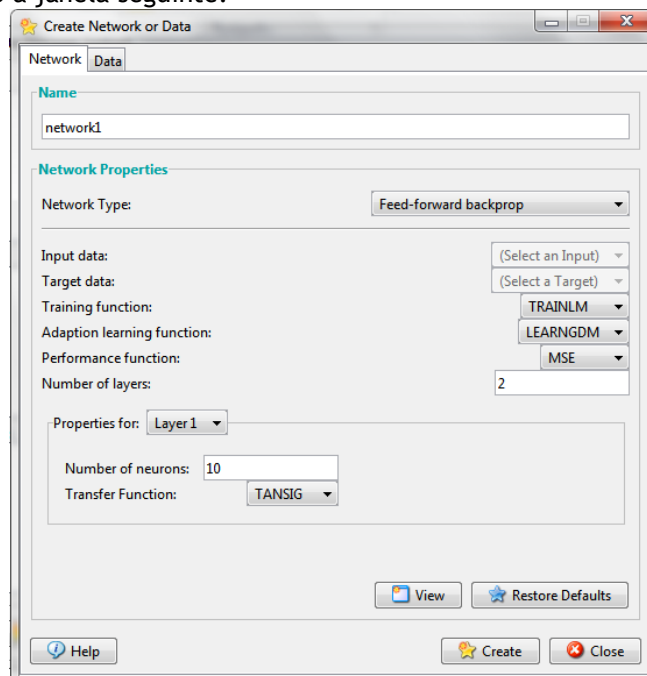 a janela seguinte.
Create Network or Data
Network Data
Name
network1
Network Properties
Network Type: Feed-forward backprop
Input data: (Select an Input)
Target data: (Select a Target)
Training function: TRAINLM
Adaption learning function: LEARNGDM
Performance function: MSE
Number of layers: 2
Properties for: Layer 1
Number of neurons: 10
Transfer Function: TANSIG
View Restore Defaults
Help Create Close